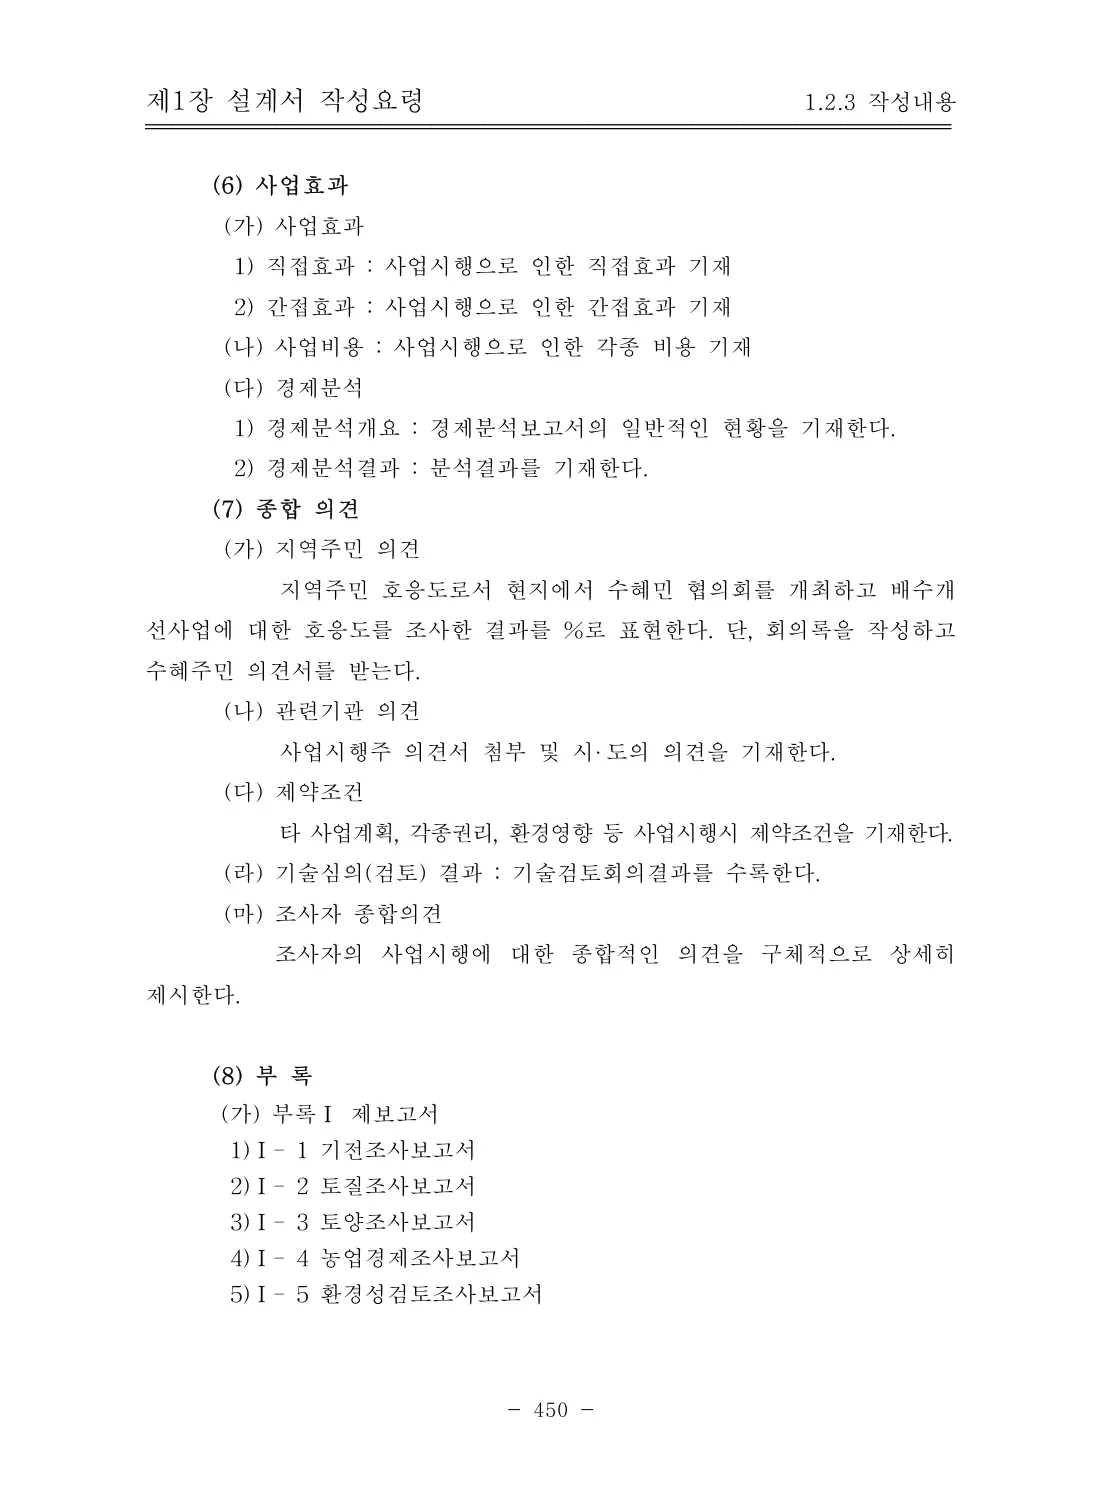 제1장 설계서 작성요령
1.2.3 작성내용
(6) 사업효과
(가) 사업효과
1) 직접효과 : 사업시행으로 인한 직접효과 기재
2) 간접효과 : 사업시행으로 인한 간접효과 기재
(나) 사업비용 : 사업시행으로 인한 각종 비용 기재
(다) 경제분석
1) 경제분석개요 : 경제분석보고서의 일반적인 현황을 기재한다.
2) 경제분석결과 : 분석결과를 기재한다.
(7) 종합 의견
(가) 지역주민 의견
지역주민 호응도로서 현지에서 수혜민 협의회를 개최하고 배수개
선사업에 대한 호응도를 조사한 결과를 %로 표현한다. 단, 회의록을 작성하고
수혜주민 의견서를 받는다.
(나) 관련기관 의견
사업시행주 의견서 첨부 및 시·도의 의견을 기재한다.
(다) 제약조건
타 사업계획, 각종권리, 환경영향 등 사업시행시 제약조건을 기재한다.
(라) 기술심의(검토) 결과 : 기술검토회의결과를 수록한다.
(마) 조사자 종합의견
조사자의 사업시행에 대한 종합적인 의견을 구체적으로 상세히
제시한다.
(8) 부 록
(가) 부록Ⅰ 제보고서
1)Ⅰ- 1 기전조사보고서
2)Ⅰ- 2 토질조사보고서
3)Ⅰ- 3 토양조사보고서
4)Ⅰ- 4 농업경제조사보고서
5)Ⅰ- 5 환경성검토조사보고서
- 450 -